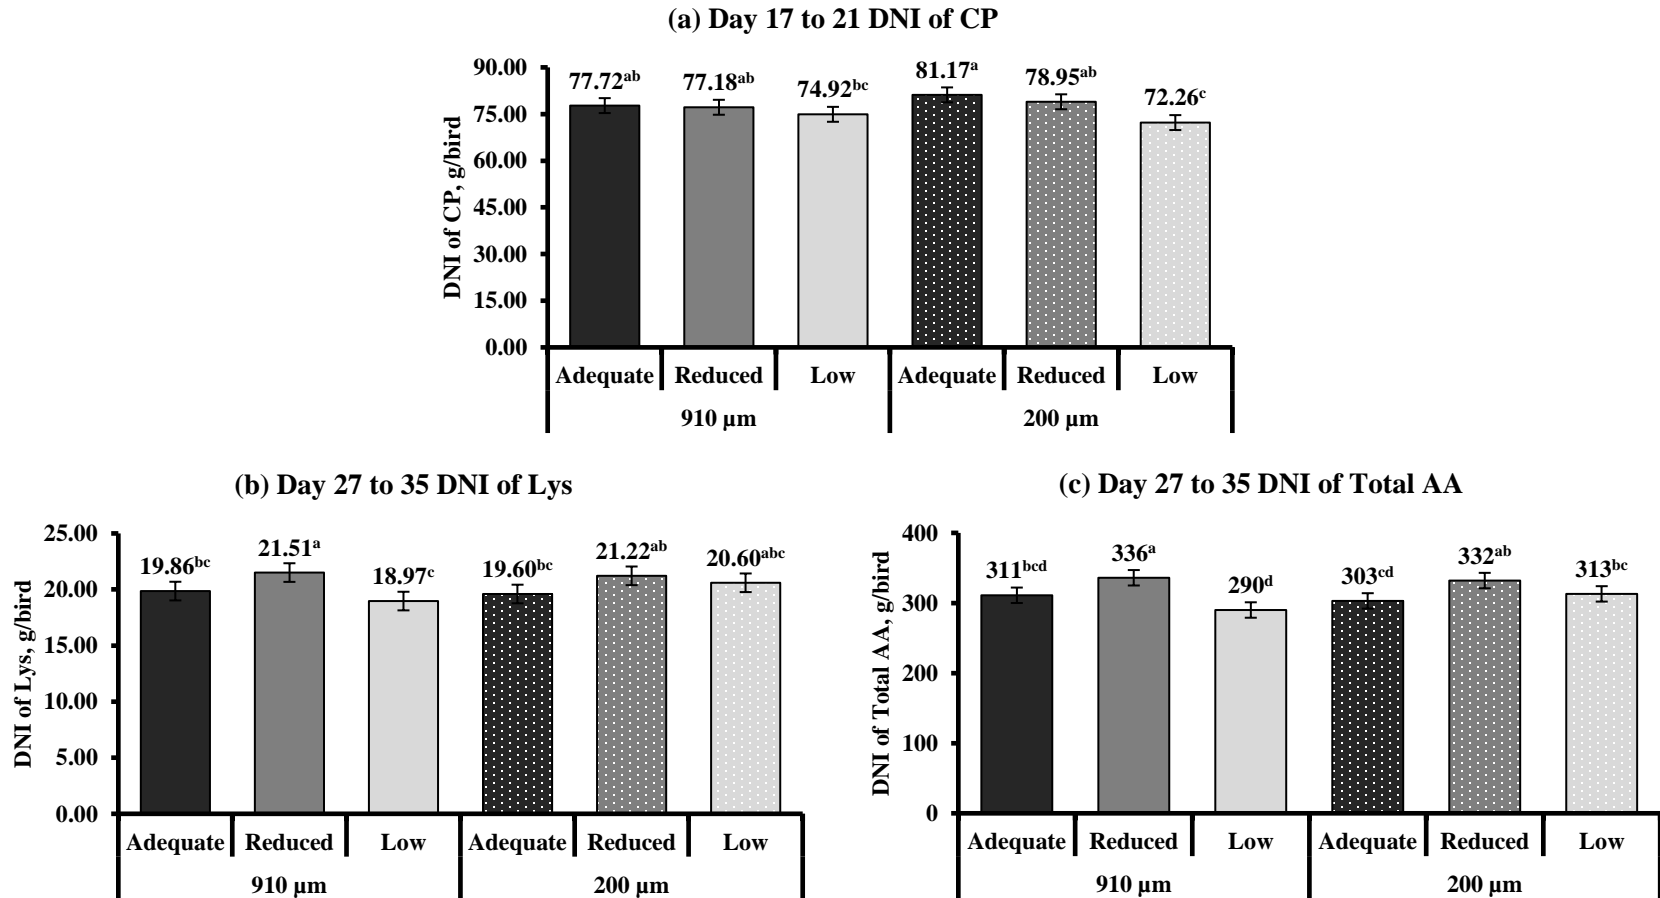 (a) Day 17 to 21 DNI of CP
DNI of CP, g/bird
90.00
75.00
60.00
45.00
30.00
15.00
0.00
77.72ab
77.18ab
74.92bc
81.17a
78.95ab
72.26c
Adequate Reduced Low Adequate Reduced Low
910 µm 200 µm
(b) Day 27 to 35 DNI of Lys
DNI of Lys, g/bird
25.00
20.00
15.00
10.00
5.00
0.00
19.86bc
21.51a
18.97c
19.60bc
21.22ab
20.60abc
Adequate Reduced Low Adequate Reduced Low
910 µm 200 µm
(c) Day 27 to 35 DNI of Total AA
DNI of Total AA, g/bird
400
300
200
100
0
311bcd
336a
290d
303cd
332ab
313bc
Adequate Reduced Low Adequate Reduced Low
910 µm 200 µm